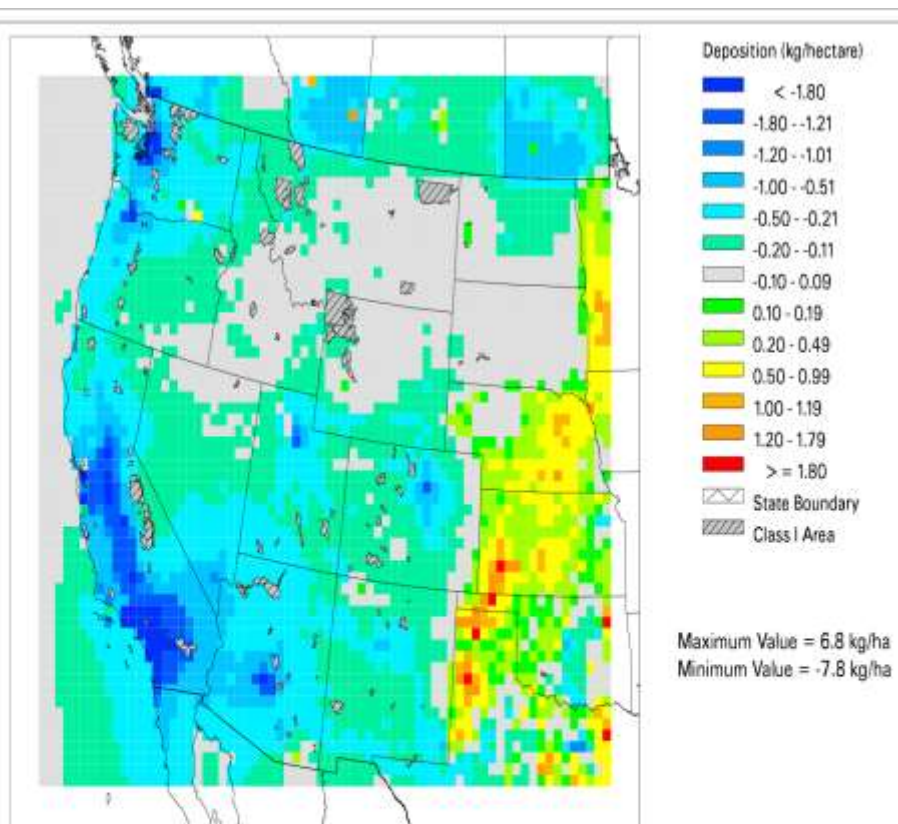 Deposition (kg/hectare)
< -1.80
-1.80 - -1.21
-1.20 - -1.01
-1.00 - -0.51
-0.50 - -0.21
-0.20 - -0.11
-0.10 - 0.09
0.10 - 0.19
0.20 - 0.49
0.50 - 0.99
1.00 - 1.19
1.20 - 1.79
> = 1.80
State Boundary
Class I Area
Maximum Value = 6.8 kg/ha
Minimum Value = -7.8 kg/ha